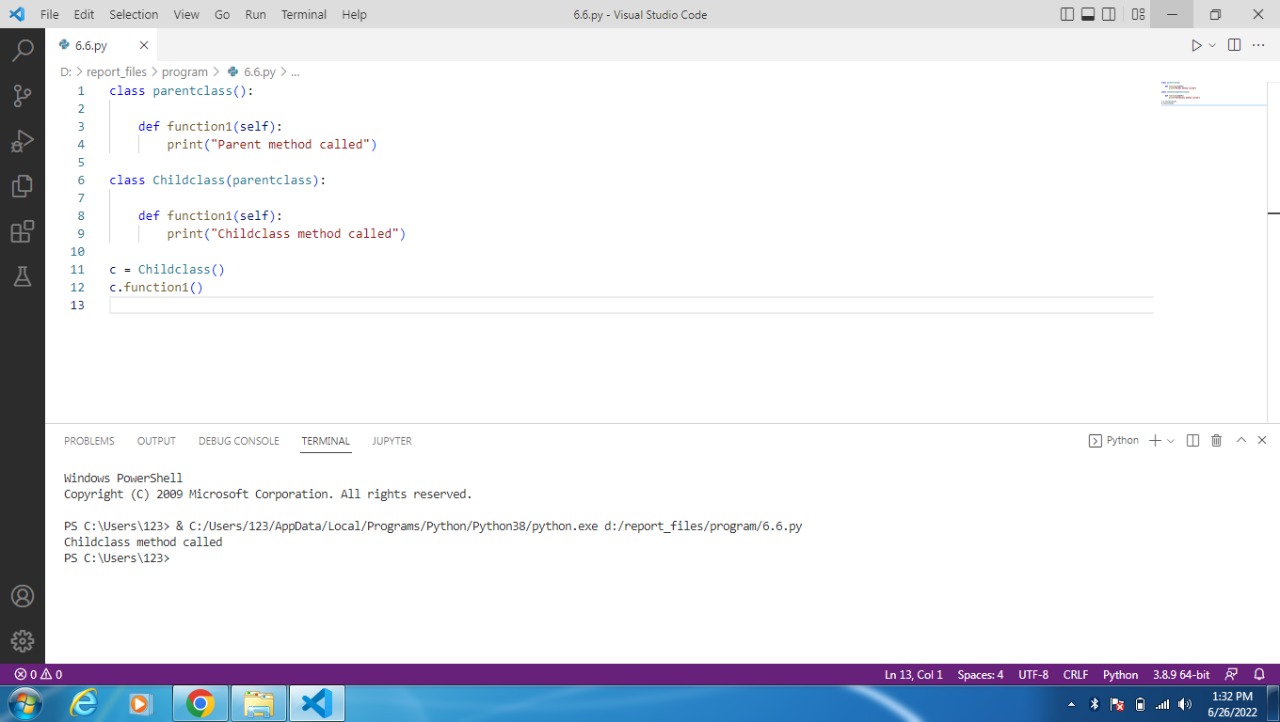 File Edit Selection View Go Run Terminal Help 6.6.py - Visual Studio Code
6.6.py
D: > report_files > program > 6.6.py > ...
1 class parentclass():
2
3     def function1(self):
4         print("Parent method called")
5
6 class Childclass(parentclass):
7
8     def function1(self):
9         print("Childclass method called")
10
11 c = Childclass()
12 c.function1()
13
PROBLEMS OUTPUT DEBUG CONSOLE TERMINAL JUPYTER Python
Windows PowerShell
Copyright (C) 2009 Microsoft Corporation. All rights reserved.
PS C:\Users\123> & C:/Users/123/AppData/Local/Programs/Python/Python38/python.exe d:/report_files/program/6.6.py
Childclass method called
PS C:\Users\123>
0 0 Ln 13, Col 1 Spaces: 4 UTF-8 CRLF Python 3.8.9 64-bit
1:32 PM
6/26/2022